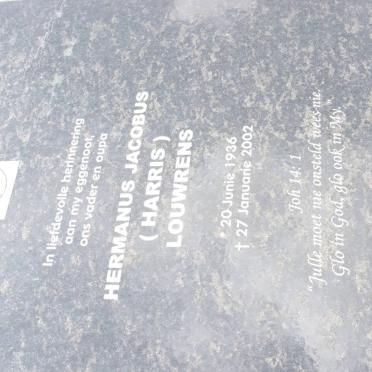 In liefdevolle herinnering
aan my eggenoot,
ons vader en oupa
HERMANUS JACOBUS
( HARRIS )
LOUWRENS
* 20 Junie 1936
† 27 Januarie 2002
Joh 14: 1
"Julle moet nie onsteld wees nie.
Glo in God, glo ook in My."